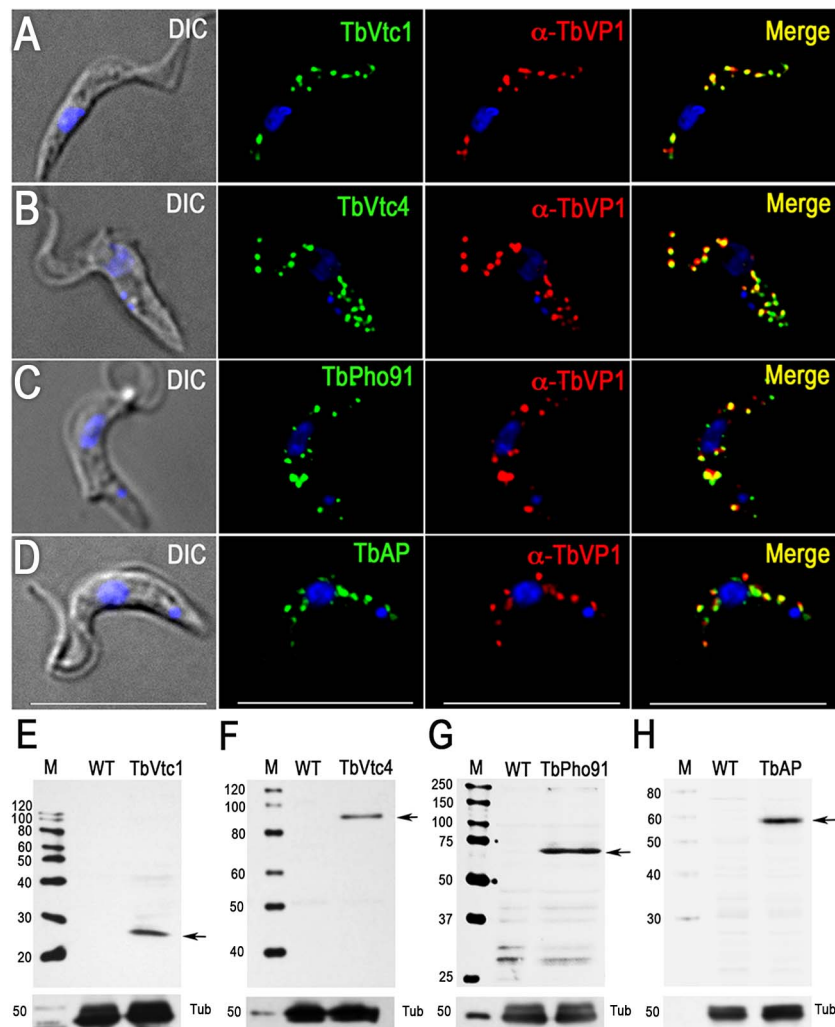 A DIC TbVtc1 α-TbVP1 Merge
B DIC TbVtc4 α-TbVP1 Merge
C DIC TbPho91 α-TbVP1 Merge
D DIC TbAP α-TbVP1 Merge
E F G H
M WT TbVtc1
120
100
80
60
50
40
30
20
50 Tub
M WT TbVtc4
120
100
80
60
50
40
50 Tub
M WT TbPho91
250
150
100
75
50
37
25
50 Tub
M WT TbAP
80
60
40
30
50 Tub